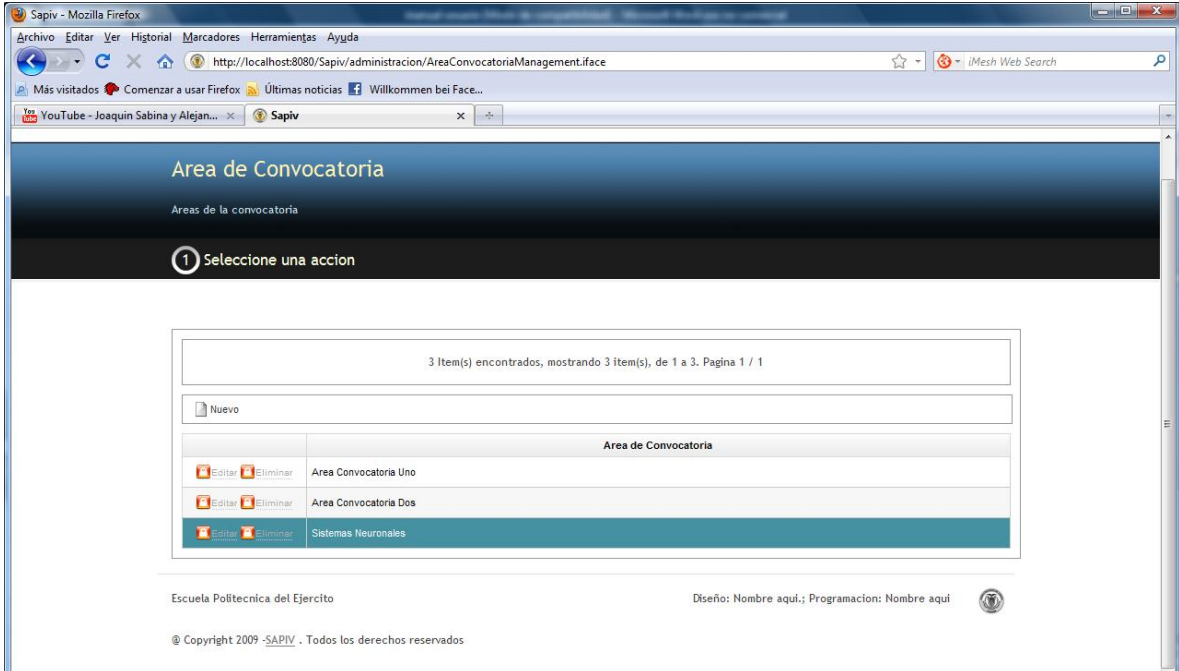 Sapiv - Mozilla Firefox
Archivo Editar Ver Historial Marcadores Herramientas Ayuda
http://localhost:8080/Sapiv/administracion/AreaConvocatoriaManagement.iface
iMesh Web Search
Más visitados Comenzar a usar Firefox Últimas noticias Willkommen bei Face...
YouTube - Joaquin Sabina y Alejan... Sapiv
Area de Convocatoria
Areas de la convocatoria
1 Seleccione una accion
3 Item(s) encontrados, mostrando 3 item(s), de 1 a 3. Pagina 1 / 1
Nuevo
Area de Convocatoria
Editar Eliminar Area Convocatoria Uno
Editar Eliminar Area Convocatoria Dos
Editar Eliminar Sistemas Neuronales
Escuela Politecnica del Ejercito
Diseño: Nombre aqui.; Programacion: Nombre aqui
@ Copyright 2009 -SAPIV . Todos los derechos reservados